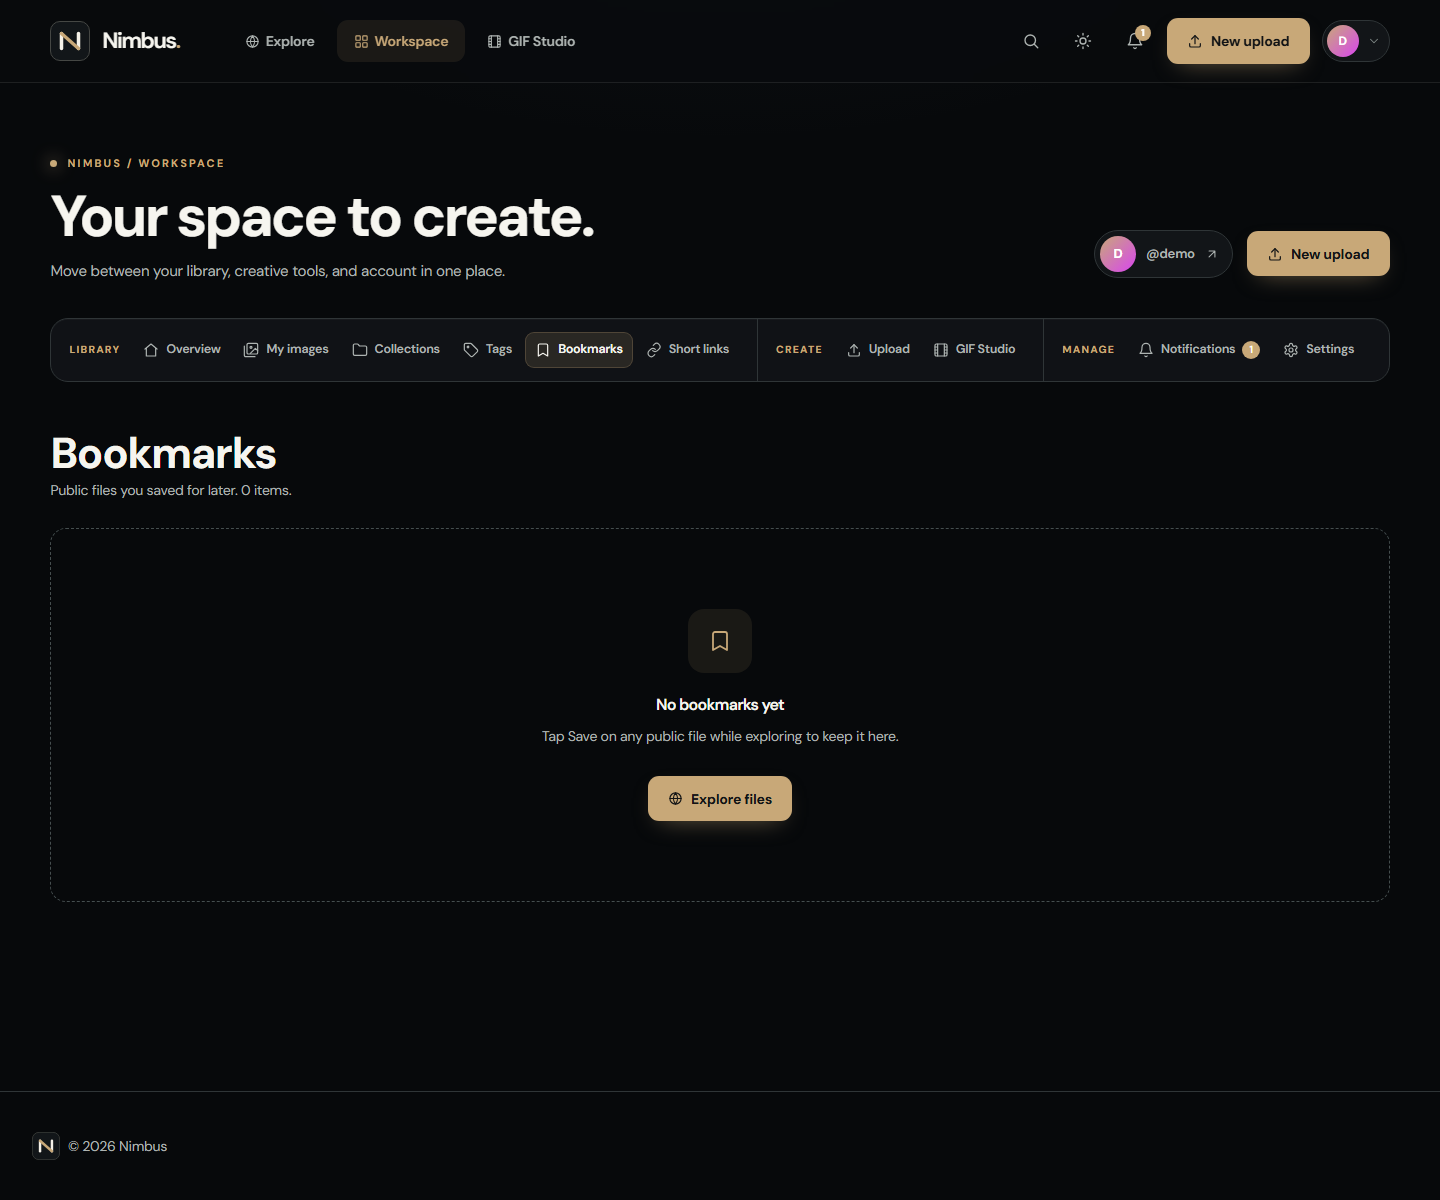 Nimbus.
Explore
Workspace
GIF Studio
1
New upload
D
NIMBUS / WORKSPACE
Your space to create.
Move between your library, creative tools, and account in one place.
D
@demo
New upload
LIBRARY
Overview
My images
Collections
Tags
Bookmarks
Short links
CREATE
Upload
GIF Studio
MANAGE
Notifications
1
Settings
Bookmarks
Public files you saved for later. 0 items.
No bookmarks yet
Tap Save on any public file while exploring to keep it here.
Explore files
© 2026 Nimbus